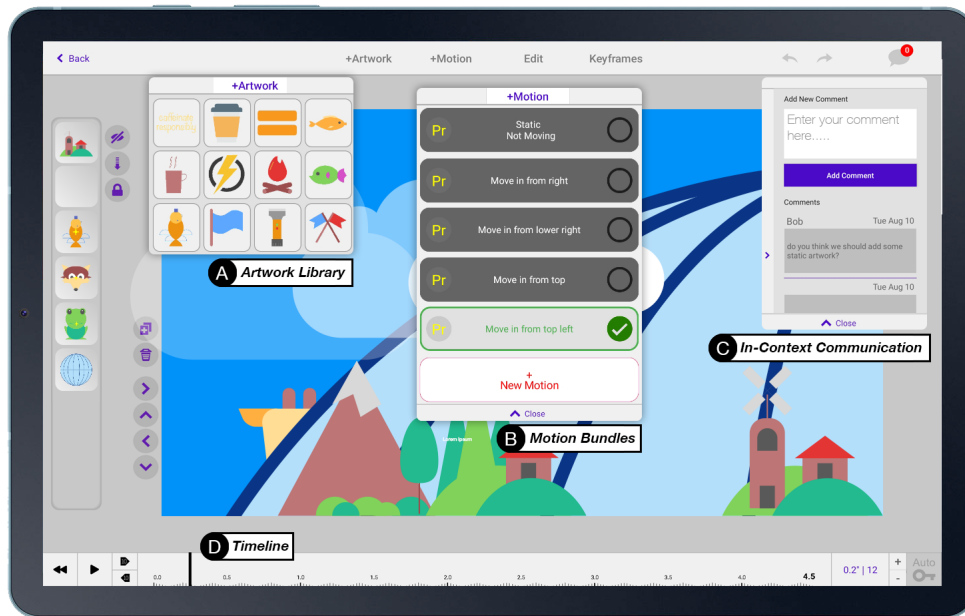 Back
+Artwork
+Motion
Edit
Keyframes
0
+Artwork
A Artwork Library
+Motion
Pr
Static
Not Moving
Pr
Move in from right
Pr
Move in from lower right
Pr
Move in from top
Pr
Move in from top left
+
New Motion
Close
B Motion Bundles
Lorem Ipsum
Add New Comment
Enter your comment
here.....
Add Comment
Comments
Bob
Tue Aug 10
do you think we should add some
static artwork?
Tue Aug 10
Close
C In-Context Communication
D Timeline
0.0
0.5
1.0
1.5
2.0
2.5
3.0
3.5
4.0
4.5
0.2" | 12
+
-
Auto